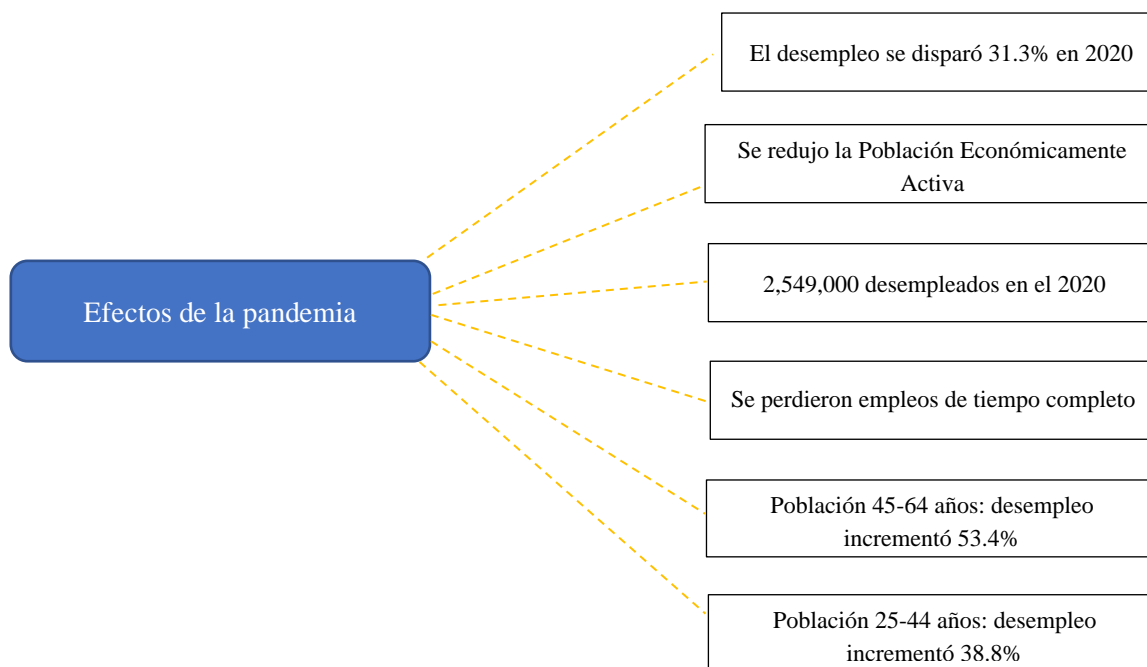 El desempleo se disparó 31.3% en 2020
Se redujo la Población Económicamente
Activa
2,549,000 desempleados en el 2020
Efectos de la pandemia
Se perdieron empleos de tiempo completo
Población 45-64 años: desempleo
incrementó 53.4%
Población 25-44 años: desempleo
incrementó 38.8%